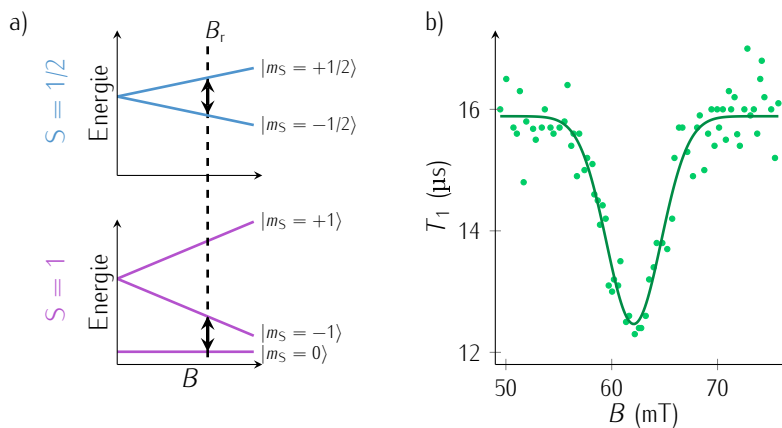 a)
B_r
S = 1/2
Energie
|m_S = +1/2⟩
|m_S = −1/2⟩
S = 1
Energie
|m_S = +1⟩
|m_S = −1⟩
|m_S = 0⟩
B
b)
T_1 (µs)
16
14
12
50 60 70
B (mT)